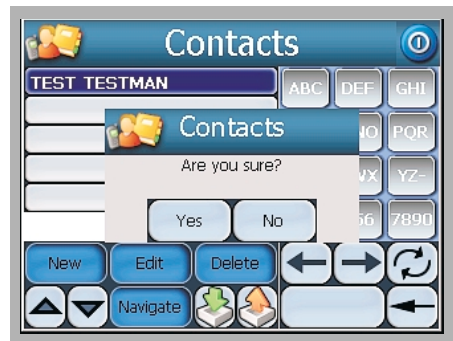 Contacts
TEST TESTMAN
ABC DEF GHI
Contacts
PQR
Are you sure?
YZ-
Yes No
7890
New Edit Delete
Navigate